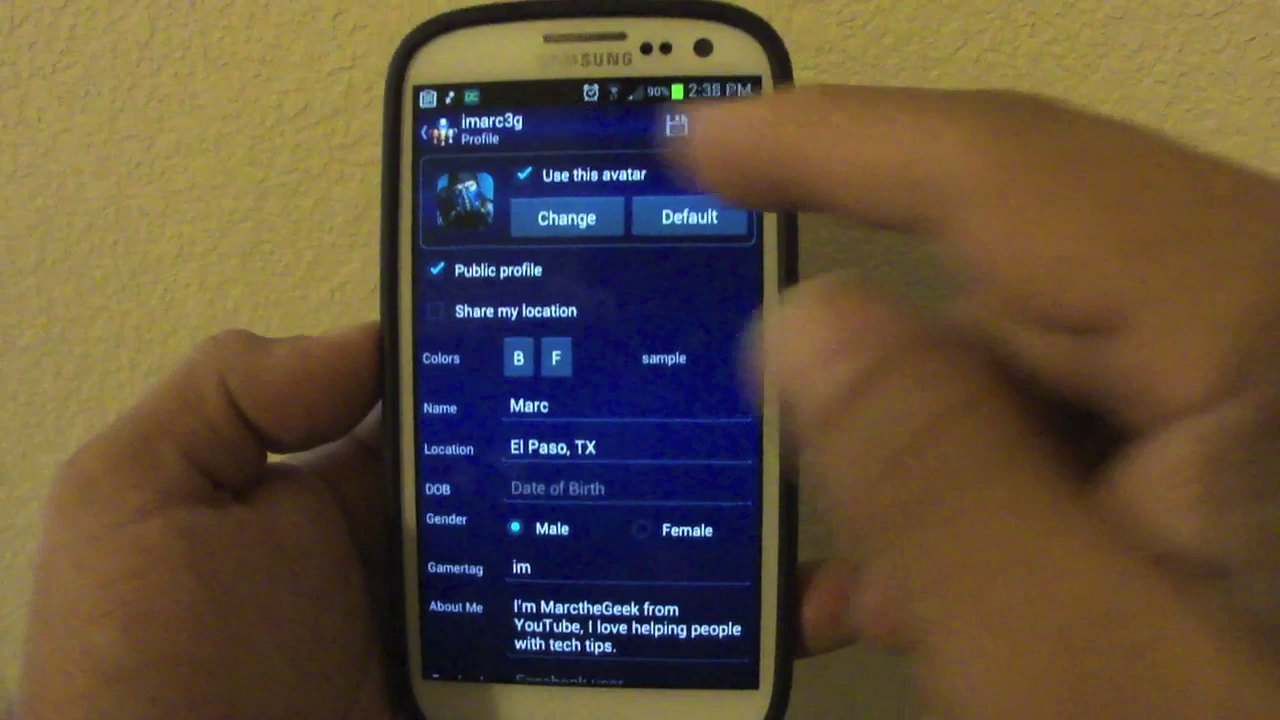 SAMSUNG
DC
90% 2:38 PM
imarc3g
Profile
Use this avatar
Change Default
Public profile
Share my location
Colors B F sample
Name Marc
Location El Paso, TX
DOB Date of Birth
Gender Male Female
Gamertag im
About Me I'm MarctheGeek from
YouTube, I love helping people
with tech tips.